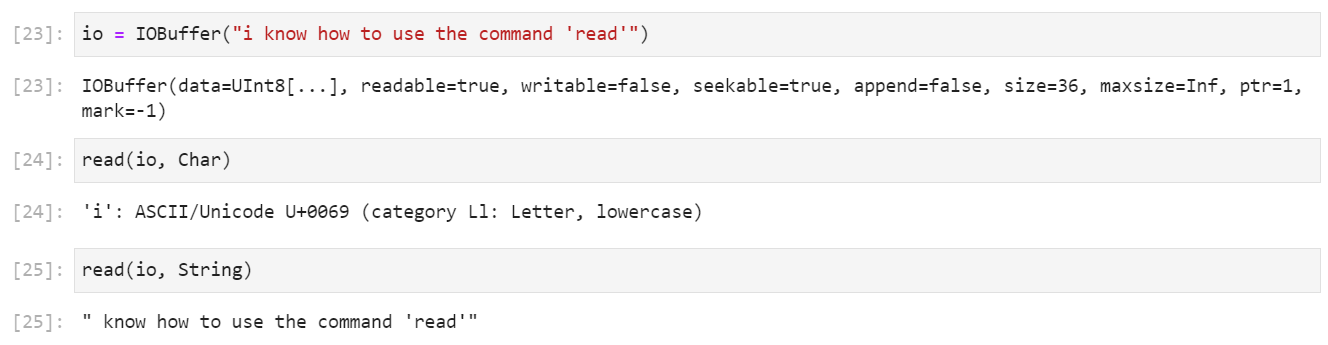 [23]: io = IOBuffer("i know how to use the command 'read'")
[23]: IOBuffer(data=UInt8[...], readable=true, writable=false, seekable=true, append=false, size=36, maxsize=Inf, ptr=1,
mark=-1)
[24]: read(io, Char)
[24]: 'i': ASCII/Unicode U+0069 (category Ll: Letter, lowercase)
[25]: read(io, String)
[25]: " know how to use the command 'read'"